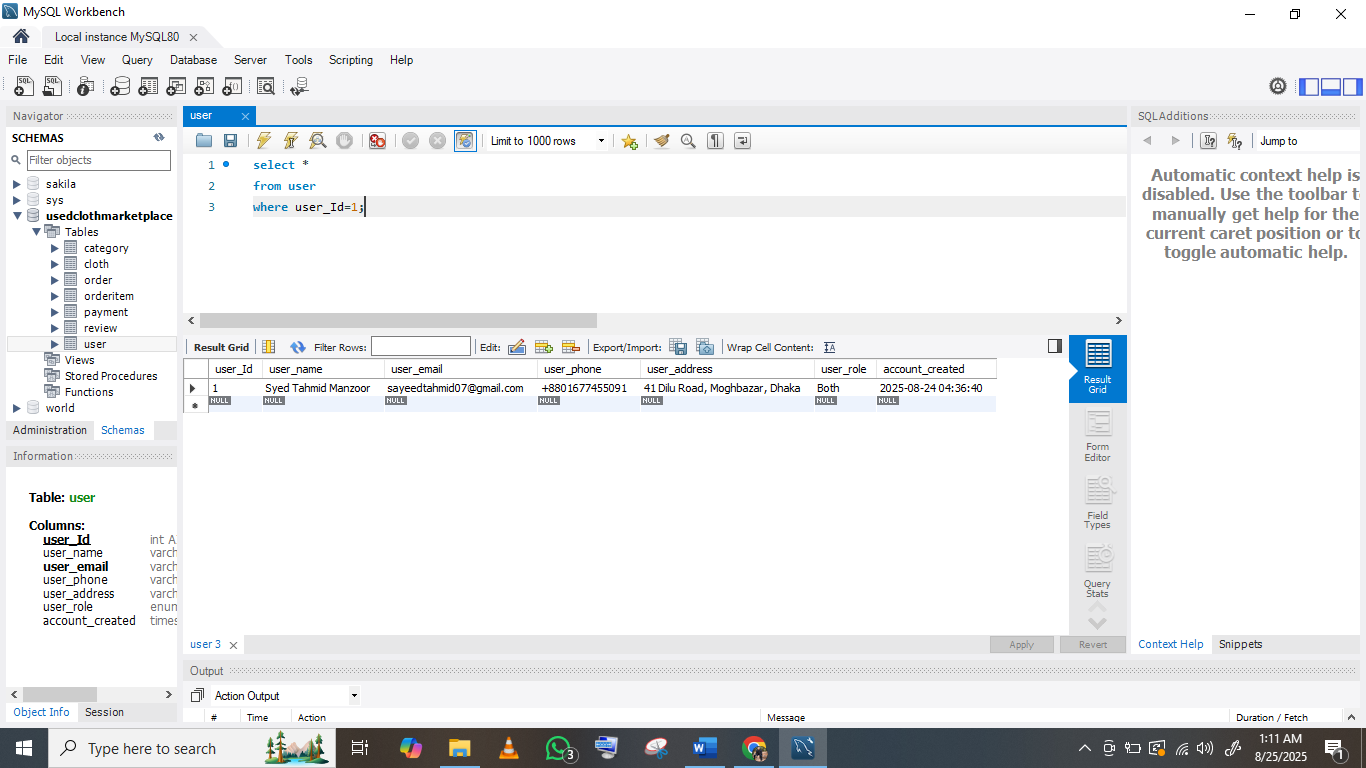 MySQL Workbench
Local instance MySQL80
File Edit View Query Database Server Tools Scripting Help
Navigator
SCHEMAS
Filter objects
sakila
sys
usedclothmarketplace
Tables
category
cloth
order
orderitem
payment
review
user
Views
Stored Procedures
Functions
world
Administration Schemas
Information
Table: user
Columns:
user_Id int A
user_name varch
user_email varch
user_phone varch
user_address varch
user_role enum
account_created times
Object Info Session
user
Limit to 1000 rows
1 select *
2 from user
3 where user_Id=1;
Result Grid Filter Rows: Edit: Export/Import: Wrap Cell Content: IA
user_Id user_name user_email user_phone user_address user_role account_created
1 Syed Tahmid Manzoor sayeedtahmid07@gmail.com +8801677455091 41 Dilu Road, Moghbazar, Dhaka Both 2025-08-24 04:36:40
NULL NULL NULL NULL NULL NULL NULL
Result Grid
Form Editor
Field Types
Query Stats
user 3 Apply Revert
Output
Action Output
# Time Action Message Duration / Fetch
SQLAdditions
Jump to
Automatic context help is
disabled. Use the toolbar t
manually get help for the
current caret position or to
toggle automatic help.
Context Help Snippets
Type here to search
3
1:11 AM
8/25/2025
1